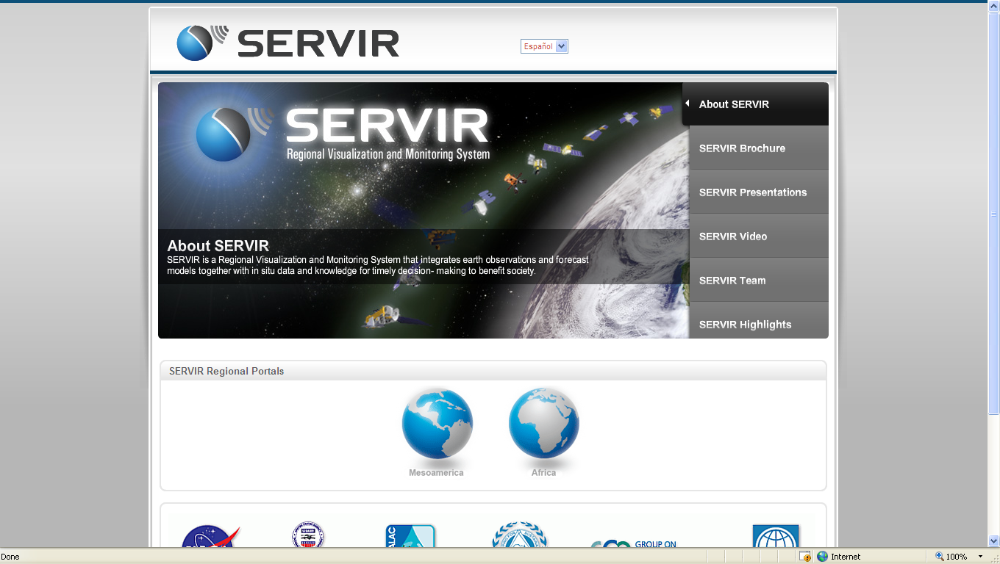 SERVIR
Español
SERVIR
Regional Visualization and Monitoring System
About SERVIR
SERVIR is a Regional Visualization and Monitoring System that integrates earth observations and forecast
models together with in situ data and knowledge for timely decision- making to benefit society.
About SERVIR
SERVIR Brochure
SERVIR Presentations
SERVIR Video
SERVIR Team
SERVIR Highlights
SERVIR Regional Portals
Mesoamerica
Africa
USAID
GROUP ON
Done
Internet
100%